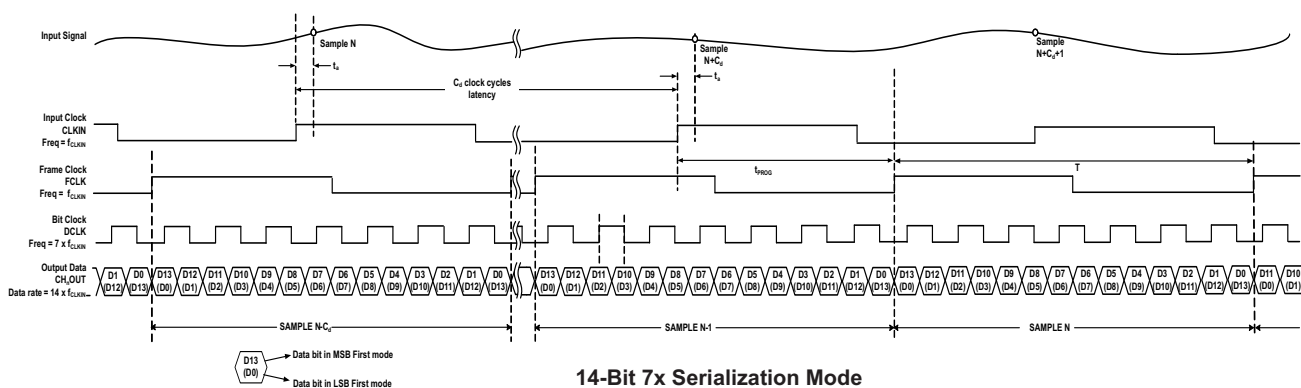 Input Signal
Sample N
Sample
N+Cd
Sample
N+Cd+1
ta
ta
Cd clock cycles
latency
Input Clock
CLKIN
Freq = fCLKIN
tPROG
T
Frame Clock
FCLK
Freq = fCLKIN
Bit Clock
DCLK
Freq = 7 x fCLKIN
Output Data
CHnOUT
Data rate = 14 x fCLKIN
D1 D0 D13 D12 D11 D10 D9 D8 D7 D6 D5 D4 D3 D2 D1 D0 D13 D12 D11 D10 D9 D8 D7 D6 D5 D4 D3 D2 D1 D0 D13 D12 D11 D10 D9 D8 D7 D6 D5 D4 D3 D2 D1 D0 D11 D10
(D12) (D13) (D0) (D1) (D2) (D3) (D4) (D5) (D6) (D7) (D8) (D9) (D10) (D11) (D12) (D13) (D0) (D1) (D2) (D3) (D4) (D5) (D6) (D7) (D8) (D9) (D10) (D11) (D12) (D13) (D0) (D1) (D2) (D3) (D4) (D5) (D6) (D7) (D8) (D9) (D10) (D11) (D12) (D13) (D0) (D1)
SAMPLE N-Cd
SAMPLE N-1
SAMPLE N
D13
(D0)
Data bit in MSB First mode
Data bit in LSB First mode
14-Bit 7x Serialization Mode